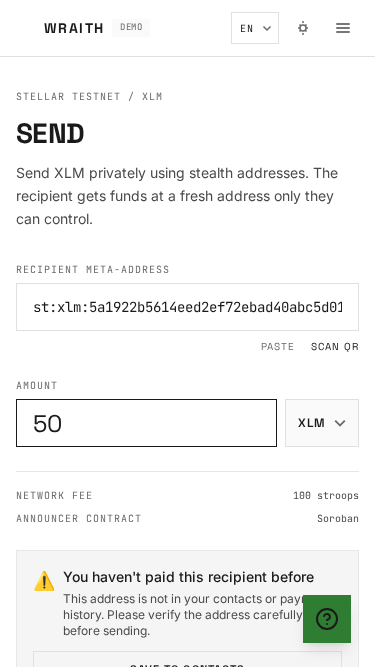 WRAITH DEMO EN
STELLAR TESTNET / XLM
SEND
Send XLM privately using stealth addresses. The
recipient gets funds at a fresh address only they
can control.
RECIPIENT META-ADDRESS
st:xlm:5a1922b5614eed2ef72ebad40abc5d01
PASTE SCAN QR
AMOUNT
50 XLM
NETWORK FEE 100 stroops
ANNOUNCER CONTRACT Soroban
You haven't paid this recipient before
This address is not in your contacts or
history. Please verify the address carefully
before sending.
SAVE TO CONTACTS